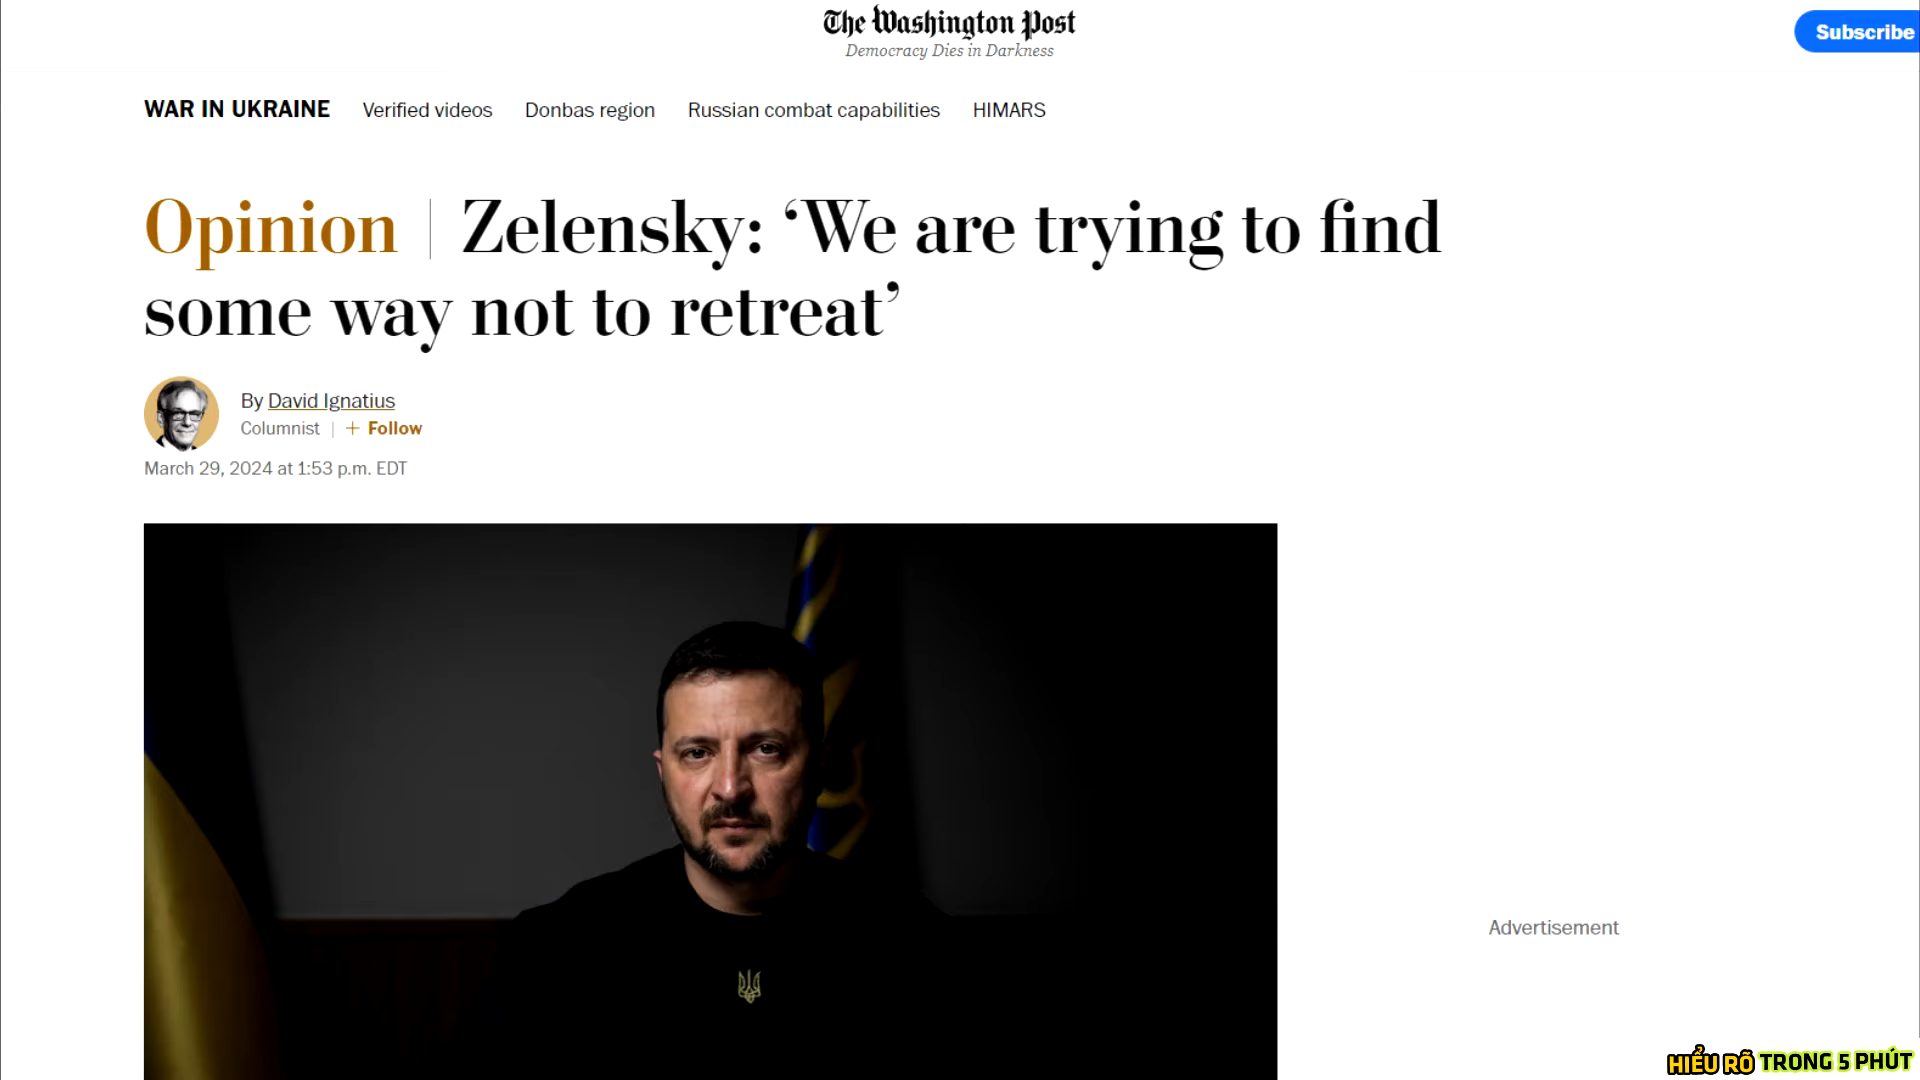 The Washington Post
Democracy Dies in Darkness
Subscribe
WAR IN UKRAINE Verified videos Donbas region Russian combat capabilities HIMARS
Opinion | Zelensky: ‘We are trying to find
some way not to retreat’
By David Ignatius
Columnist | + Follow
March 29, 2024 at 1:53 p.m. EDT
Advertisement
HIỂU RÕ TRONG 5 PHÚT